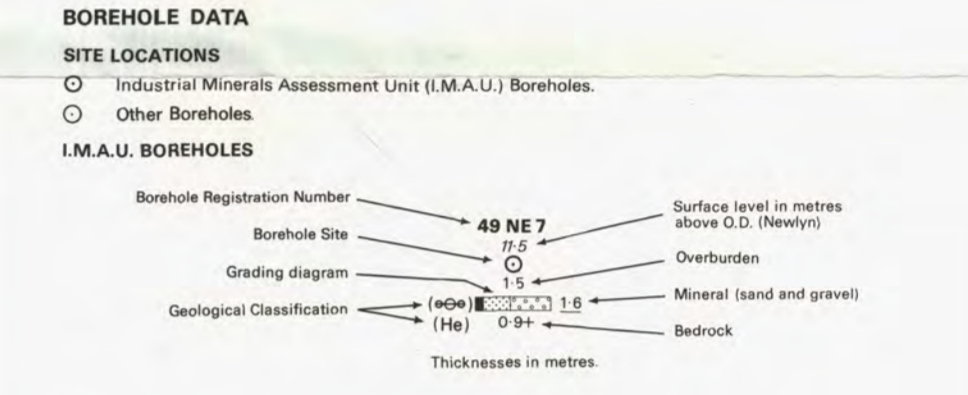 BOREHOLE DATA
SITE LOCATIONS
⊙ Industrial Minerals Assessment Unit (I.M.A.U.) Boreholes.
⊙ Other Boreholes.
I.M.A.U. BOREHOLES
Borehole Registration Number
49 NE 7
Surface level in metres
above O.D. (Newlyn)
Borehole Site
11·5
Overburden
Grading diagram
1·5
Geological Classification
1·6
Mineral (sand and gravel)
(He)
0·9+
Bedrock
Thicknesses in metres.